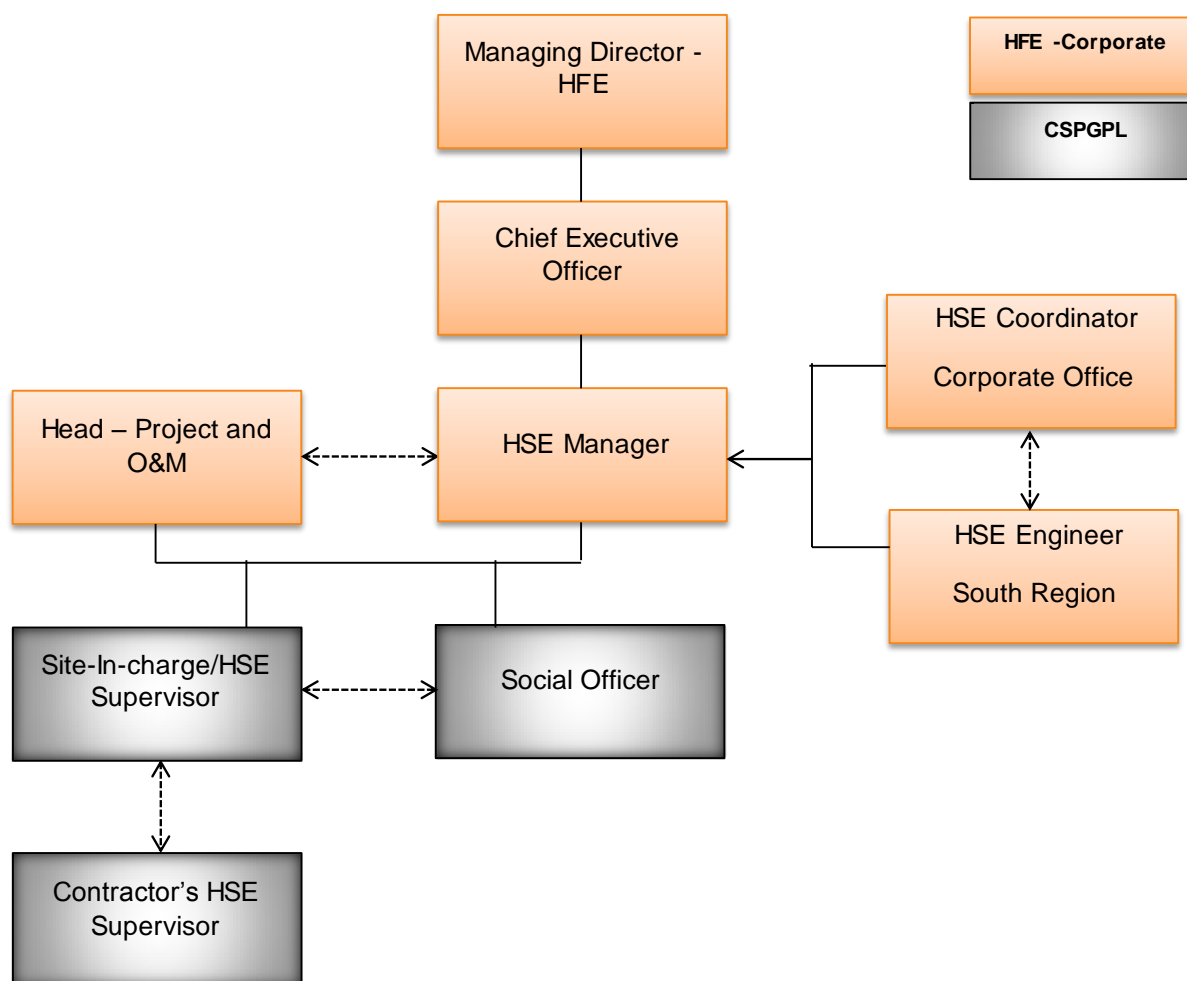 Managing Director -
HFE
HFE -Corporate
CSPGPL
Chief Executive
Officer
HSE Coordinator
Corporate Office
Head – Project and
O&M
HSE Manager
HSE Engineer
South Region
Site-In-charge/HSE
Supervisor
Social Officer
Contractor’s HSE
Supervisor